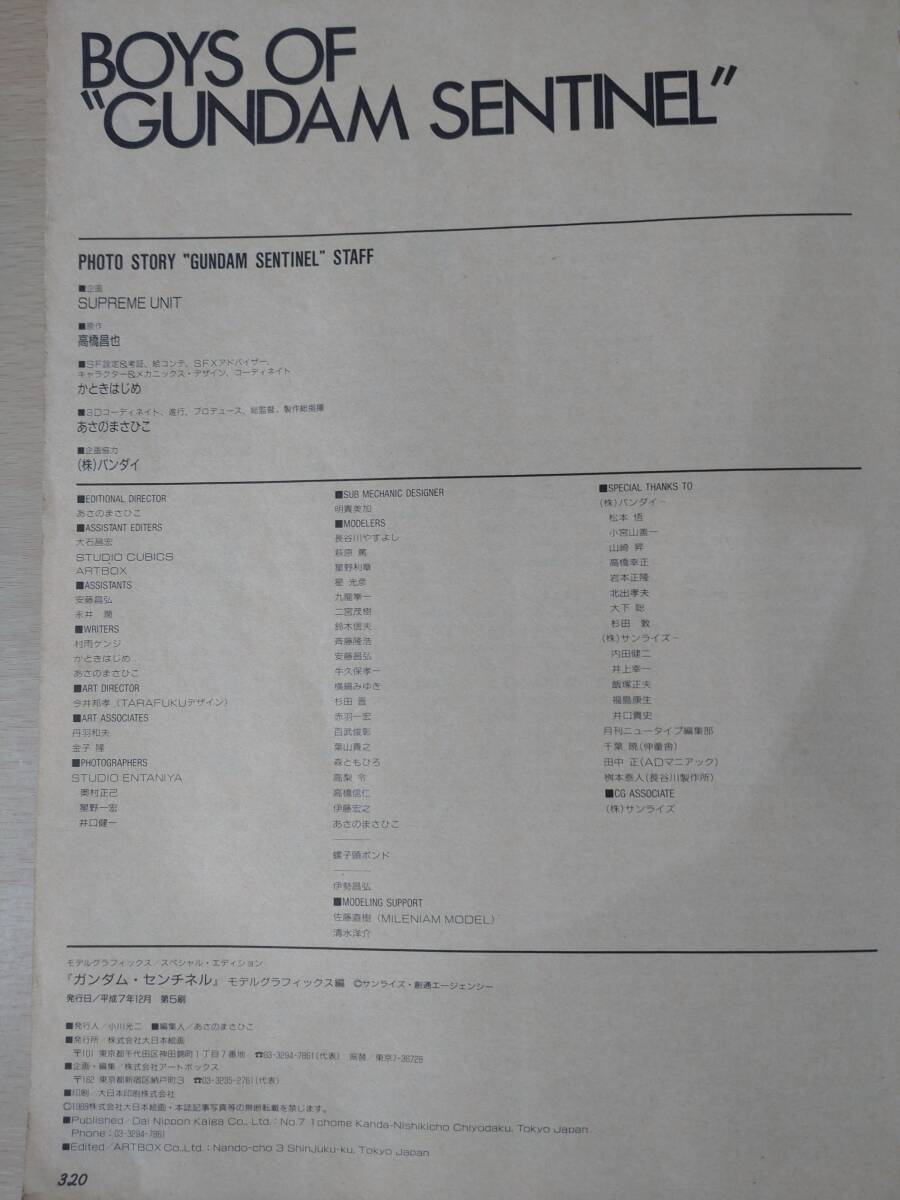 BOYS OF
“GUNDAM SENTINEL”
PHOTO STORY "GUNDAM SENTINEL" STAFF
■企画
SUPREME UNIT
■原作
高橋昌也
■SF設定&考証、絵コンテ、SFXアドバイザー、
キャラクター&メカニックス・デザイン、コーディネイト
かときはじめ
■3Dコーディネイト、進行、プロデュース、総監督、製作総指揮
あさのまさひこ
■企画協力
(株)バンダイ
■EDITIONAL DIRECTOR
あさのまさひこ
■ASSISTANT EDITERS
大石昌宏
STUDIO CUBICS
ARTBOX
■ASSISTANTS
安藤昌弘
永井 潤
■WRITERS
村雨ケンジ
かときはじめ
あさのまさひこ
■ART DIRECTOR
今井邦孝 (TARAFUKUデザイン)
■ART ASSOCIATES
丹羽和夫
金子 隆
■PHOTOGRAPHERS
STUDIO ENTANIYA
奥村正己
星野一宏
井口健一
■SUB MECHANIC DESIGNER
明貴美加
■MODELERS
長谷川やすよし
萩原 篤
星野利華
星 光彦
九龍拳一
二宮茂樹
鈴木信夫
斉藤隆浩
安藤昌弘
牛久保孝一
横鍋みゆき
杉田 晋
赤羽一宏
百武俊彰
葉山貴之
森ともひろ
高梨 令
高橋信仁
伊藤宏之
あさのまさひこ
螺子頭ボンド
伊勢昌弘
■MODELING SUPPORT
佐藤直樹 (MILENIAM MODEL)
清水洋介
■SPECIAL THANKS TO
(株)バンダイ-
松本 悟
小宮山善一
山崎 昇
高橋幸正
岩本正隆
北出孝夫
大下 聡
杉田 敦
(株)サンライズ-
内田健二
井上幸一
飯塚正夫
福島康生
井口貴史
月刊ニュータイプ編集部
千葉 暁(伸童舎)
田中 正(ADマニアック)
桝本泰人(長谷川製作所)
■CG ASSOCIATE
(株)サンライズ
モデルグラフィックス/スペシャル・エディション
『ガンダム・センチネル』 モデルグラフィックス編 ©サンライズ・創通エージェンシー
発行日/平成7年12月 第5刷
■発行人/小川光二 ■編集人/あさのまさひこ
■発行所/株式会社大日本絵画
〒101 東京都千代田区神田錦町1丁目7番地 ☎03-3294-7861(代表) 振替/東京7-36728
■企画・編集/株式会社アートボックス
〒162 東京都新宿区納戸町3 ☎03-3235-2761(代表)
■印刷/大日本印刷株式会社
©1989株式会社大日本絵画・本誌記事写真等の無断転載を禁じます。
■Published/Dai Nippon Kaiga Co., Ltd.: No.7 1chome Kanda-Nishikicho Chiyodaku, Tokyo Japan
Phone : 03-3294-7861
■Edited/ARTBOX Co.,Ltd.: Nando-cho 3 Shinjuku-ku, Tokyo Japan
320